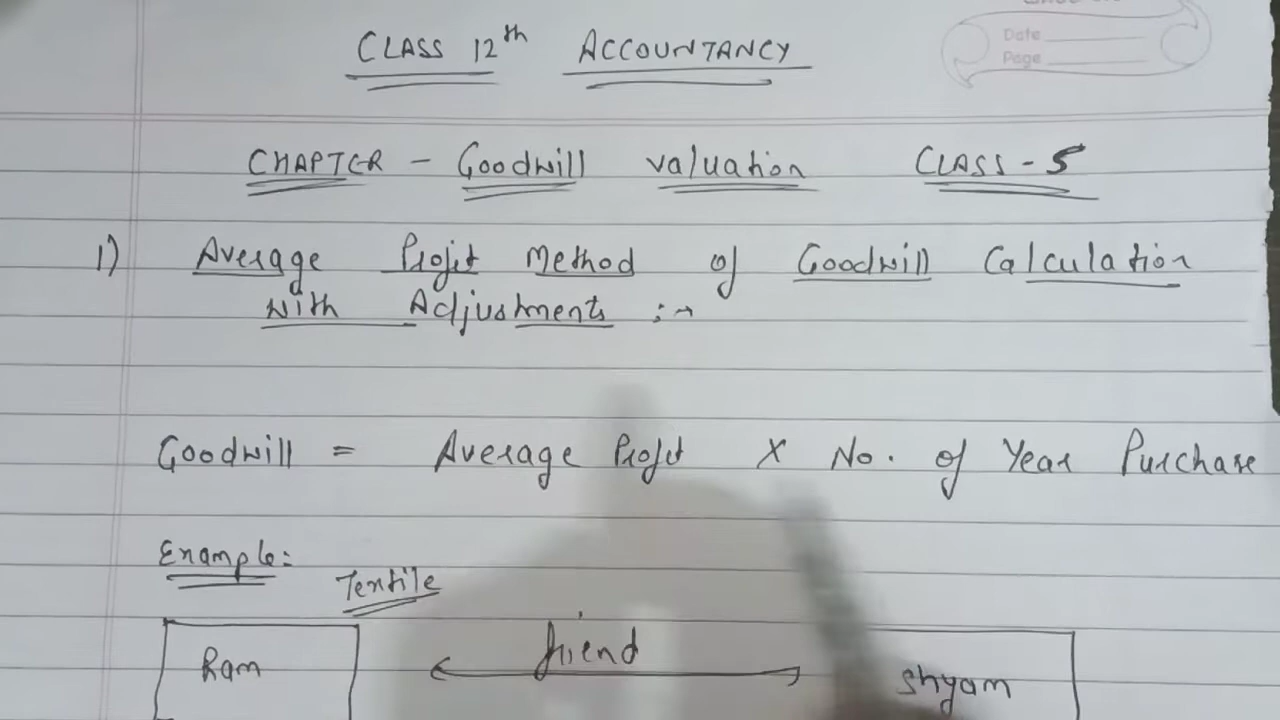 Date
Page
CLASS 12th ACCOUNTANCY
CHAPTER - Goodwill valuation CLASS-5
1) Average Profit Method of Goodwill Calculation
with Adjustments :-
Goodwill = Average Profit X No. of Year Purchase
Example:
Textile
Ram friend Shyam